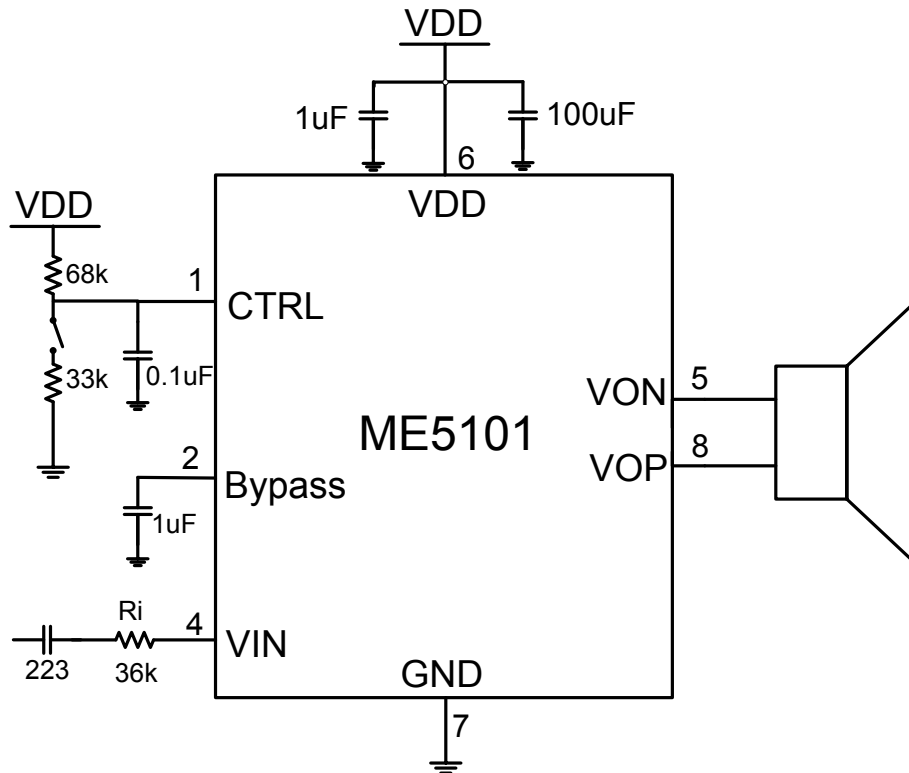 VDD
1uF
100uF
6
VDD
VDD
68k
1
CTRL
33k
0.1uF
VON
5
ME5101
2
Bypass
VOP
8
1uF
Ri
4
VIN
223
36k
GND
7